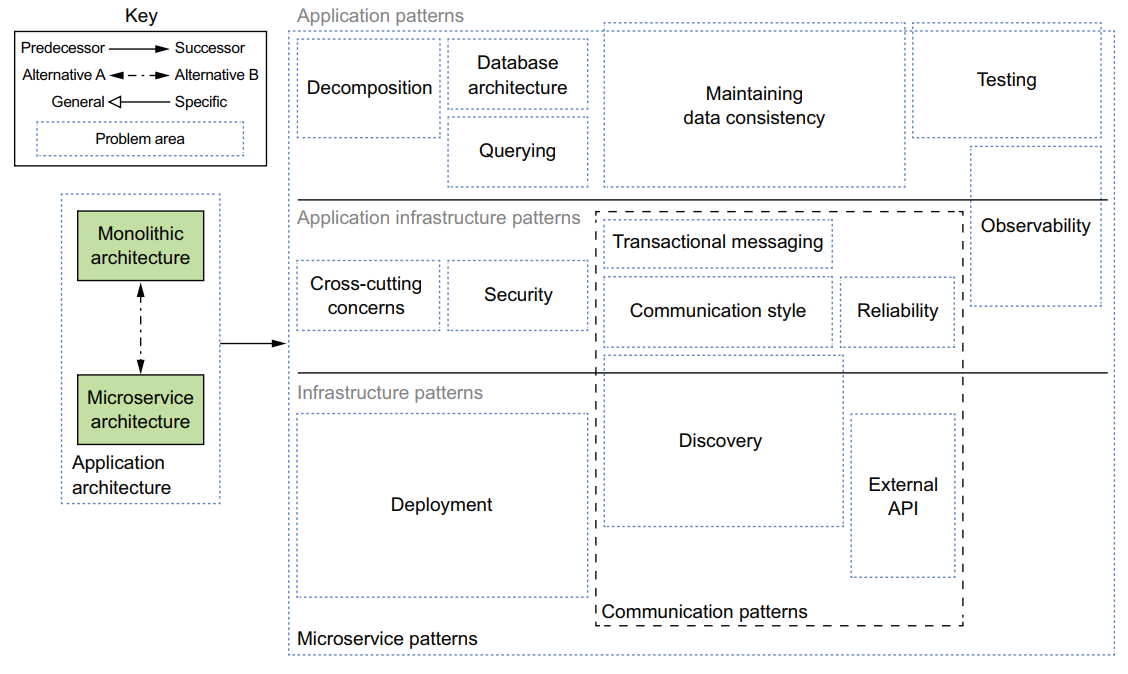 Key
Predecessor
Successor
Alternative A
Alternative B
General
Specific
Problem area
Monolithic
architecture
Microservice
architecture
Application
architecture
Application patterns
Decomposition
Database
architecture
Querying
Maintaining
data consistency
Testing
Observability
Application infrastructure patterns
Cross-cutting
concerns
Security
Transactional messaging
Communication style
Reliability
Infrastructure patterns
Deployment
Discovery
External
API
Communication patterns
Microservice patterns